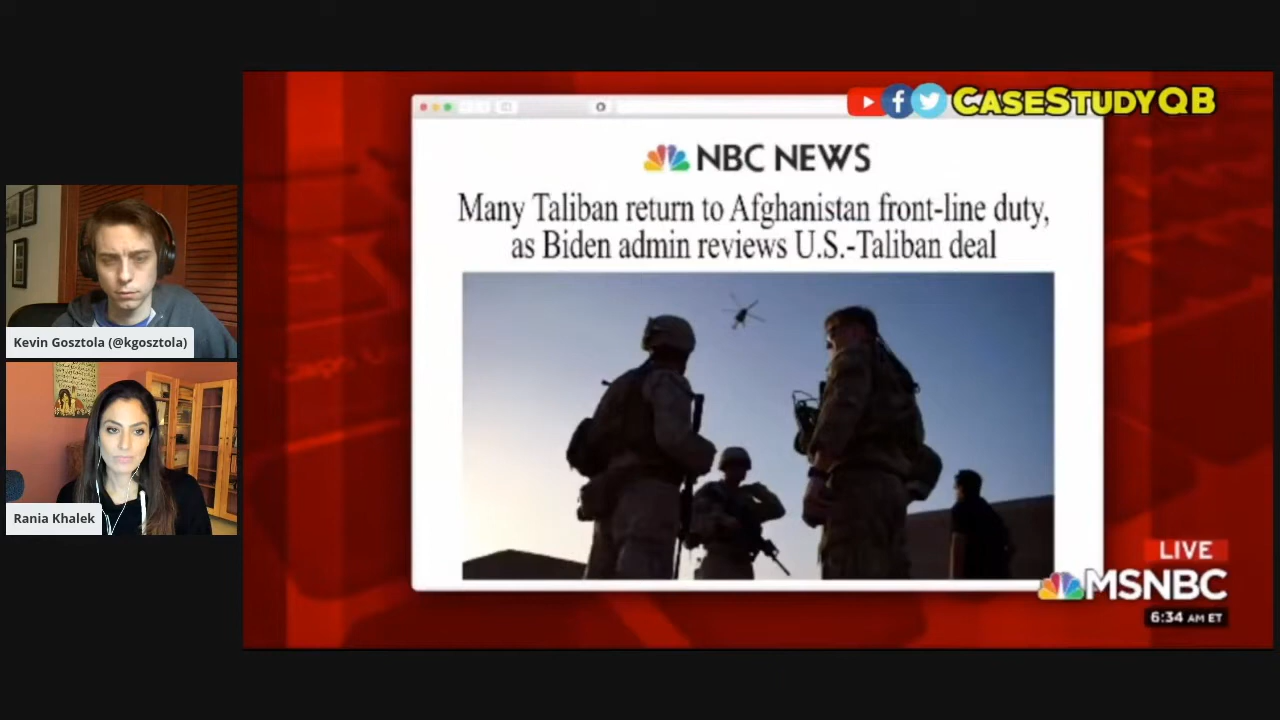 CASESTUDYQB
NBC NEWS
Many Taliban return to Afghanistan front-line duty,
as Biden admin reviews U.S.-Taliban deal
Kevin Gosztola (@kgosztola)
Rania Khalek
LIVE
MSNBC
6:34 AM ET